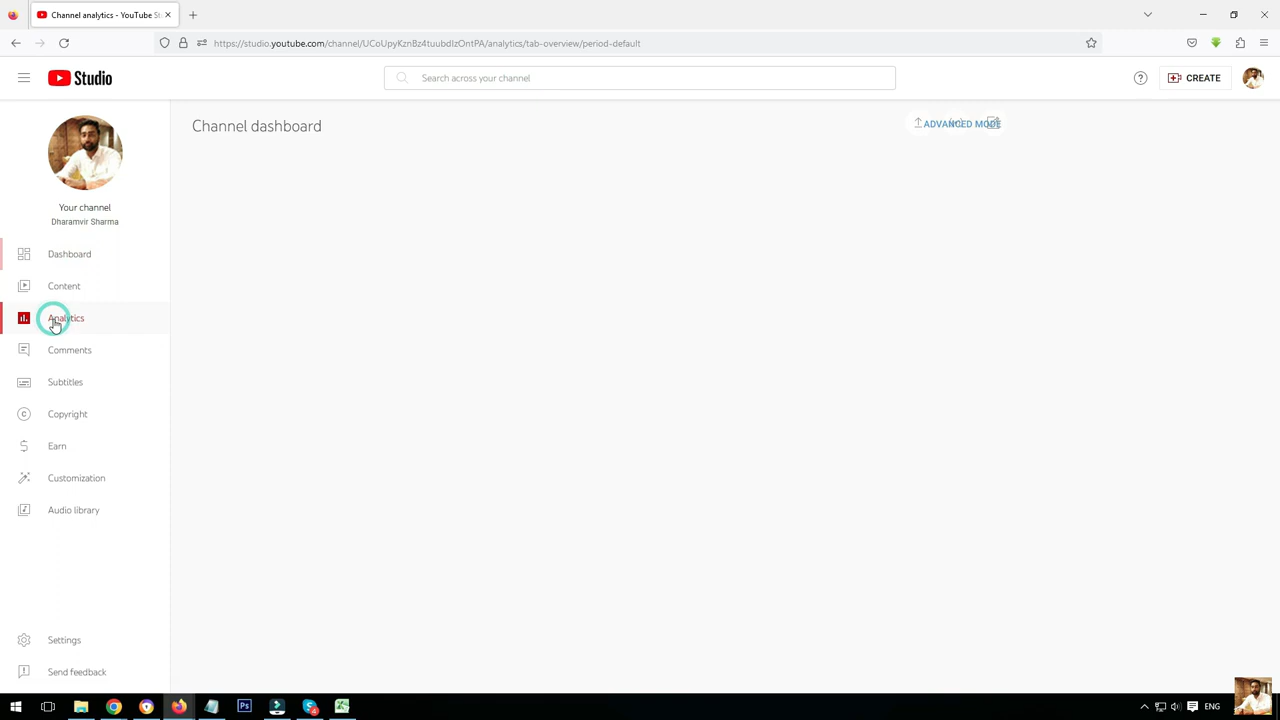 Channel analytics - YouTube St
https://studio.youtube.com/channel/UCoUpyKznBz4tuubdIzOntPA/analytics/tab-overview/period-default
Studio
Search across your channel
CREATE
Channel dashboard
ADVANCED MODE
Your channel
Dharamvir Sharma
Dashboard
Content
Analytics
Comments
Subtitles
Copyright
Earn
Customization
Audio library
Settings
Send feedback
ENG